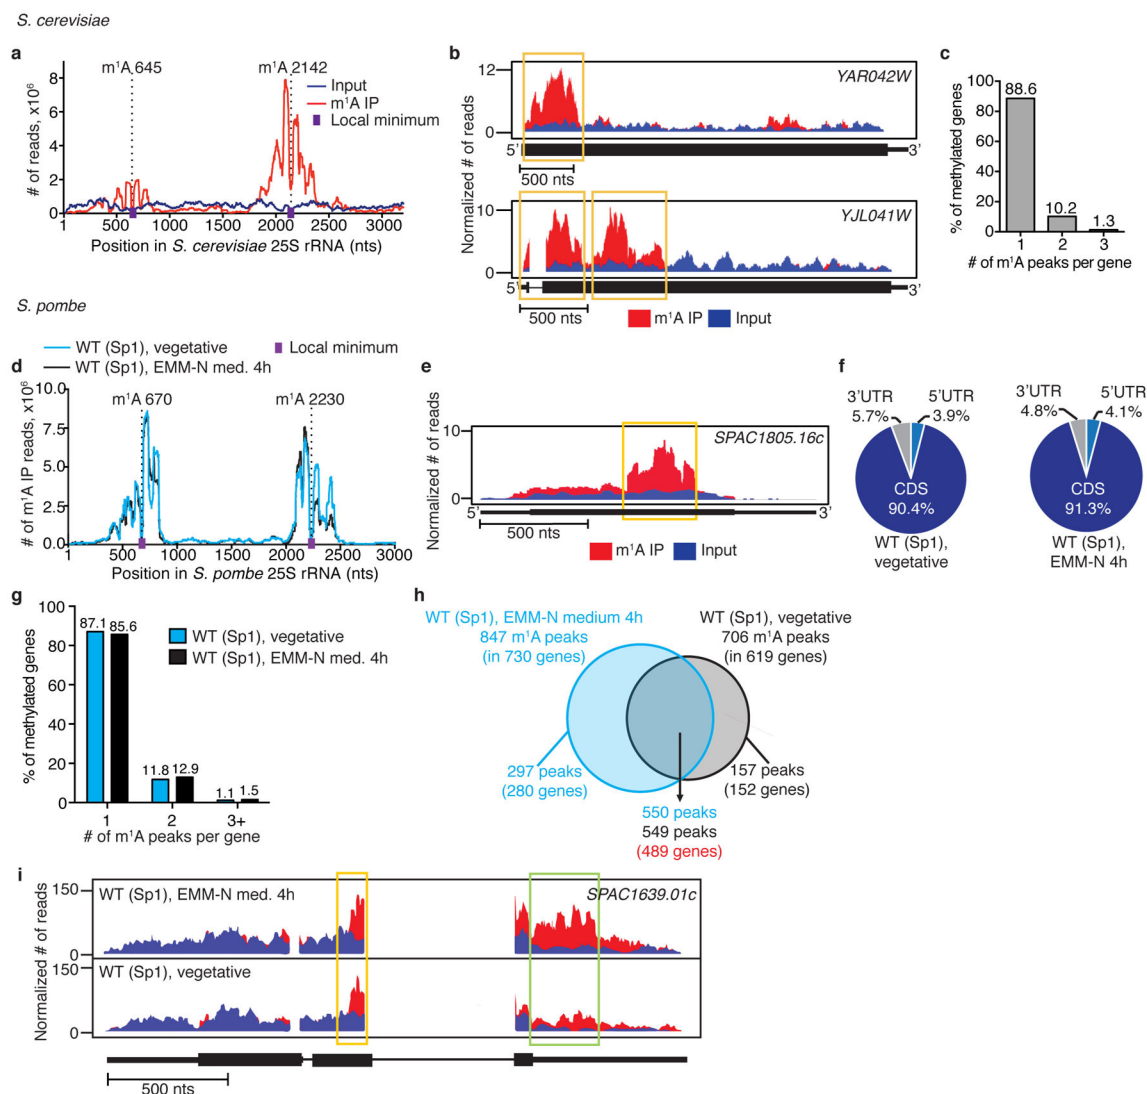 S. cerevisiae
a
m¹A 645
m¹A 2142
Input
m¹A IP
Local minimum
# of reads, x10⁶
8
6
4
2
0
1
500
1000
1500
2000
2500
3000
Position in S. cerevisiae 25S rRNA (nts)
b
Normalized # of reads
12
0
YAR042W
5'
3'
500 nts
10
0
YJL041W
5'
3'
500 nts
m¹A IP
Input
c
% of methylated genes
100
80
60
40
20
0
88.6
10.2
1.3
1
2
3
# of m¹A peaks per gene
S. pombe
WT (Sp1), vegetative
Local minimum
WT (Sp1), EMM-N med. 4h
d
# of m¹A IP reads, x10⁶
10.0
7.5
5.0
2.5
0.0
m¹A 670
m¹A 2230
1
500
1000
1500
2000
2500
3000
Position in S. pombe 25S rRNA (nts)
e
Normalized # of reads
10
0
SPAC1805.16c
5'
3'
500 nts
m¹A IP
Input
f
3'UTR
5.7%
5'UTR
3.9%
CDS
90.4%
WT (Sp1),
vegetative
3'UTR
4.8%
5'UTR
4.1%
CDS
91.3%
WT (Sp1),
EMM-N 4h
g
% of methylated genes
100
80
60
40
20
0
87.1
85.6
11.8
12.9
1.1
1.5
WT (Sp1), vegetative
WT (Sp1), EMM-N med. 4h
1
2
3+
# of m¹A peaks per gene
h
WT (Sp1), EMM-N medium 4h
847 m¹A peaks
(in 730 genes)
WT (Sp1), vegetative
706 m¹A peaks
(in 619 genes)
297 peaks
(280 genes)
157 peaks
(152 genes)
550 peaks
549 peaks
(489 genes)
i
Normalized # of reads
150
0
WT (Sp1), EMM-N med. 4h
SPAC1639.01c
150
0
WT (Sp1), vegetative
500 nts